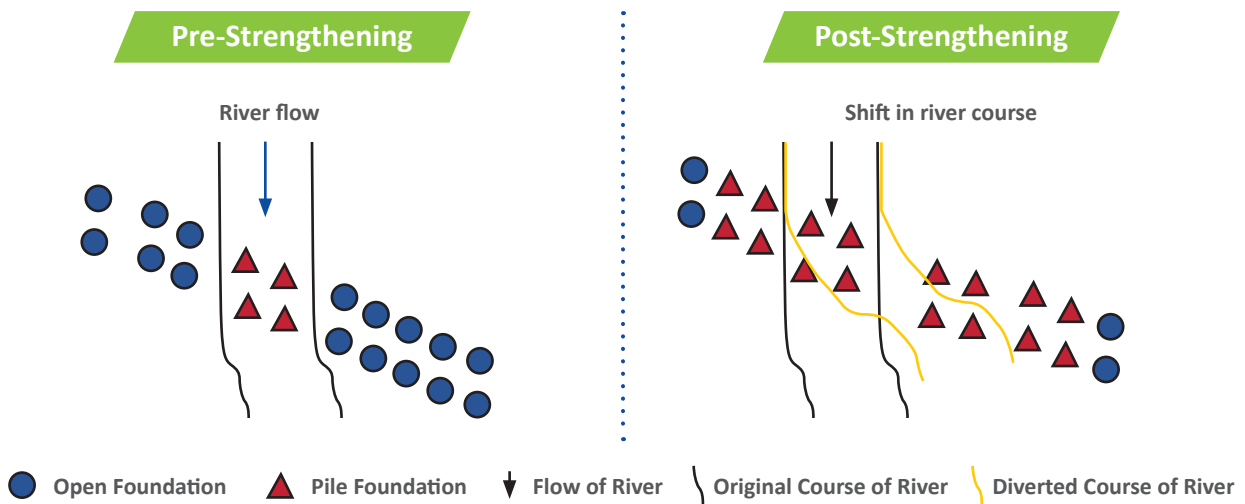 Pre-Strengthening
Post-Strengthening
River flow
Shift in river course
Open Foundation
Pile Foundation
Flow of River
Original Course of River
Diverted Course of River